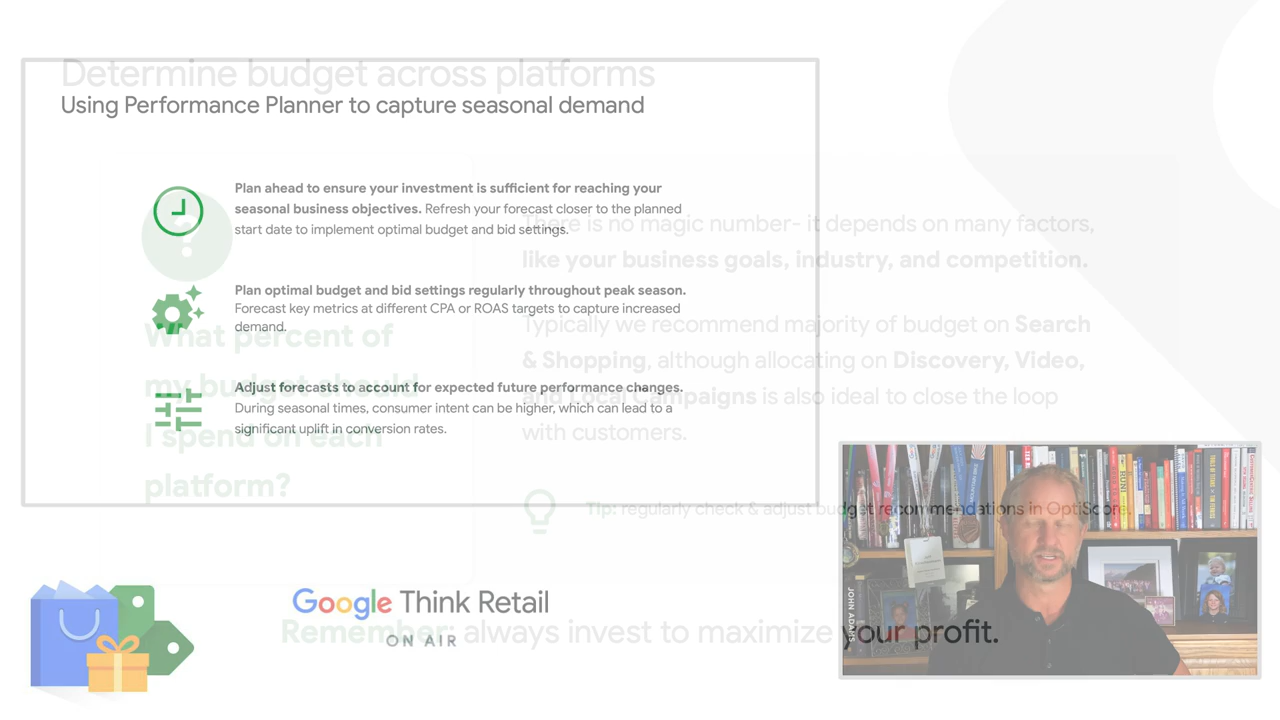 Determine budget across platforms
Using Performance Planner to capture seasonal demand
Plan ahead to ensure your investment is sufficient for reaching your
seasonal business objectives. Refresh your forecast closer to the planned
start date to implement optimal budget and bid settings.
Plan optimal budget and bid settings regularly throughout peak season.
Forecast key metrics at different CPA or ROAS targets to capture increased
demand.
Adjust forecasts to account for expected future performance changes.
During seasonal times, consumer intent can be higher, which can lead to a
significant uplift in conversion rates.
?
What percent of
my budget should
I spend on each
platform?
There is no magic number- it depends on many factors,
like your business goals, industry, and competition.
Typically we recommend majority of budget on Search
& Shopping, although allocating on Discovery, Video,
and Local Campaigns is also ideal to close the loop
with customers.
Tip: regularly check & adjust budget recommendations in OptiScore.
Google Think Retail
ON AIR
Remember: always invest to maximize your profit.
JOHN ADAMS